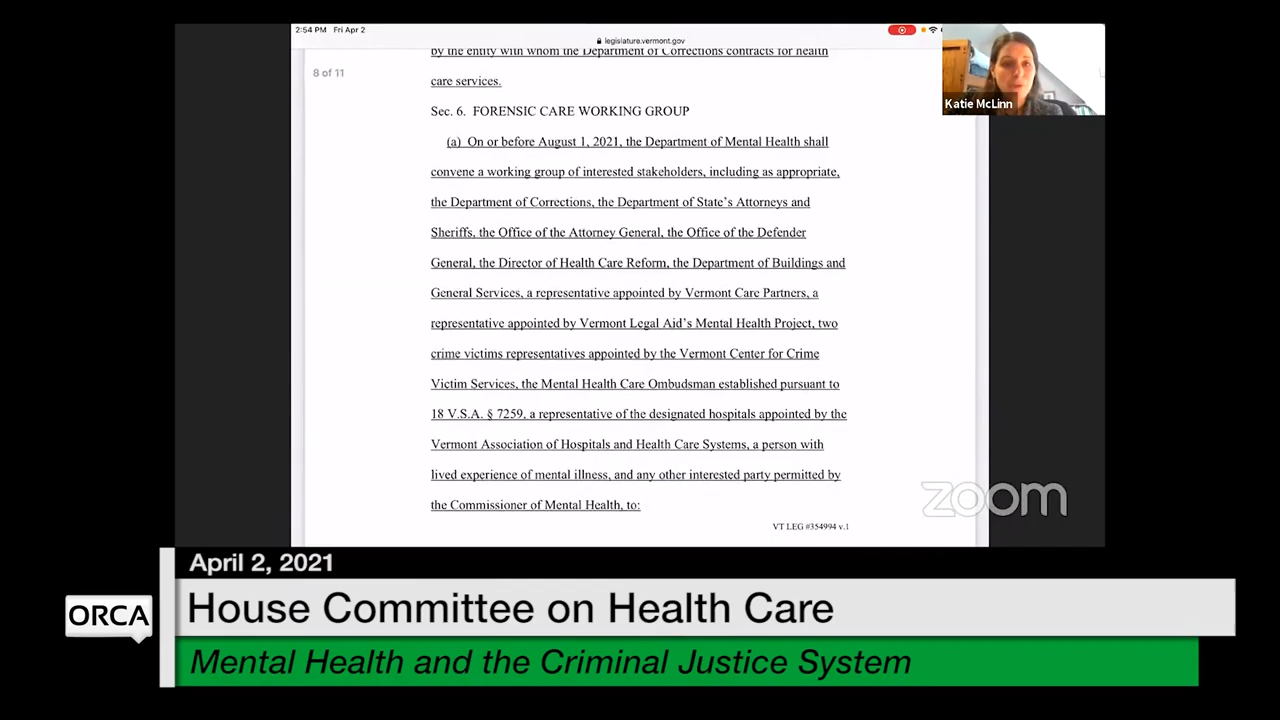 2:54 PM Fri Apr 2
legislature.vermont.gov
by the entity with whom the Department of Corrections contracts for health
8 of 11
care services.
Katie McLinn
Sec. 6. FORENSIC CARE WORKING GROUP
(a) On or before August 1, 2021, the Department of Mental Health shall
convene a working group of interested stakeholders, including as appropriate,
the Department of Corrections, the Department of State’s Attorneys and
Sheriffs, the Office of the Attorney General, the Office of the Defender
General, the Director of Health Care Reform, the Department of Buildings and
General Services, a representative appointed by Vermont Care Partners, a
representative appointed by Vermont Legal Aid’s Mental Health Project, two
crime victims representatives appointed by the Vermont Center for Crime
Victim Services, the Mental Health Care Ombudsman established pursuant to
18 V.S.A. § 7259, a representative of the designated hospitals appointed by the
Vermont Association of Hospitals and Health Care Systems, a person with
lived experience of mental illness, and any other interested party permitted by
the Commissioner of Mental Health, to:
zoom
VT LEG #354994 v.1
April 2, 2021
ORCA
House Committee on Health Care
Mental Health and the Criminal Justice System